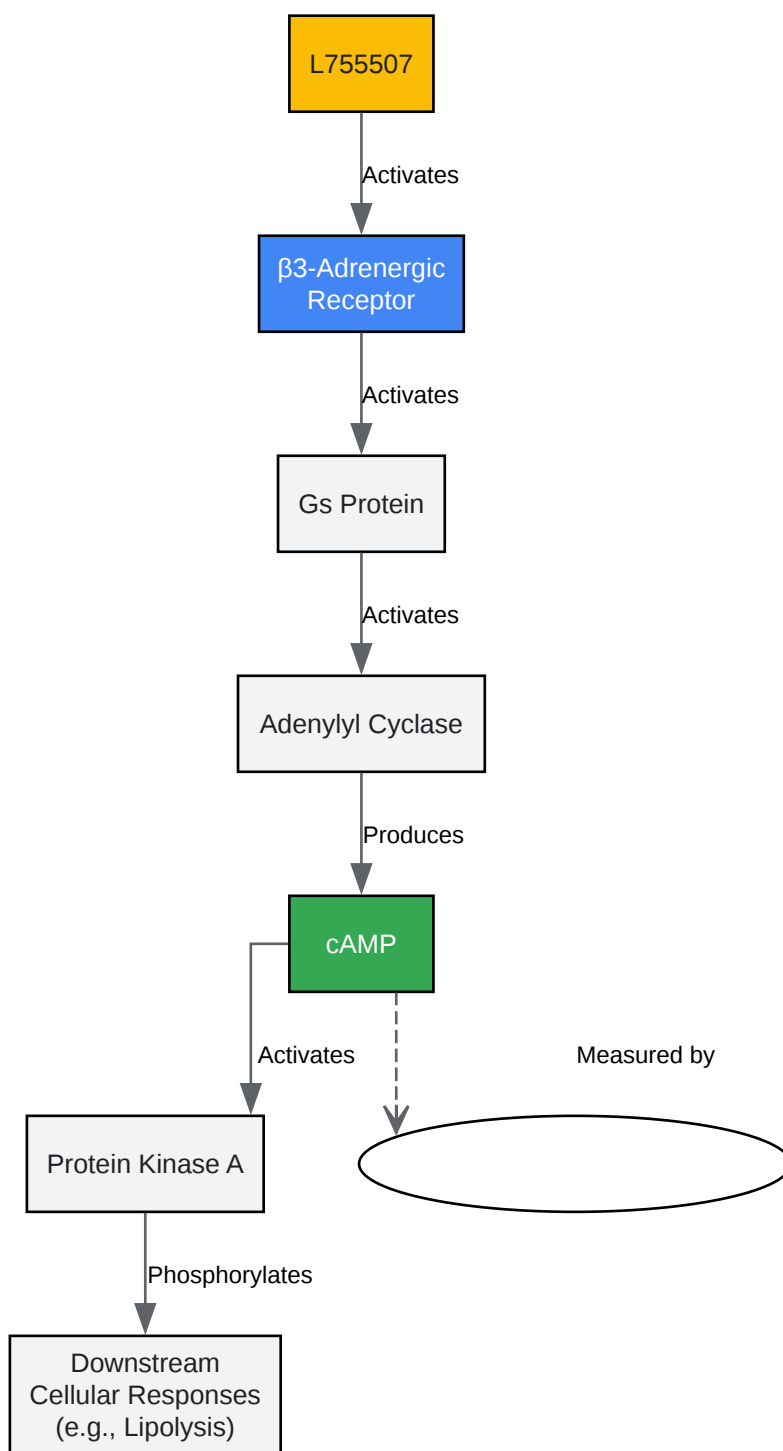 L755507
Activates
β3-Adrenergic
Receptor
Activates
Gs Protein
Activates
Adenylyl Cyclase
Produces
cAMP
Activates
Measured by
Protein Kinase A
Phosphorylates
Downstream
Cellular Responses
(e.g., Lipolysis)